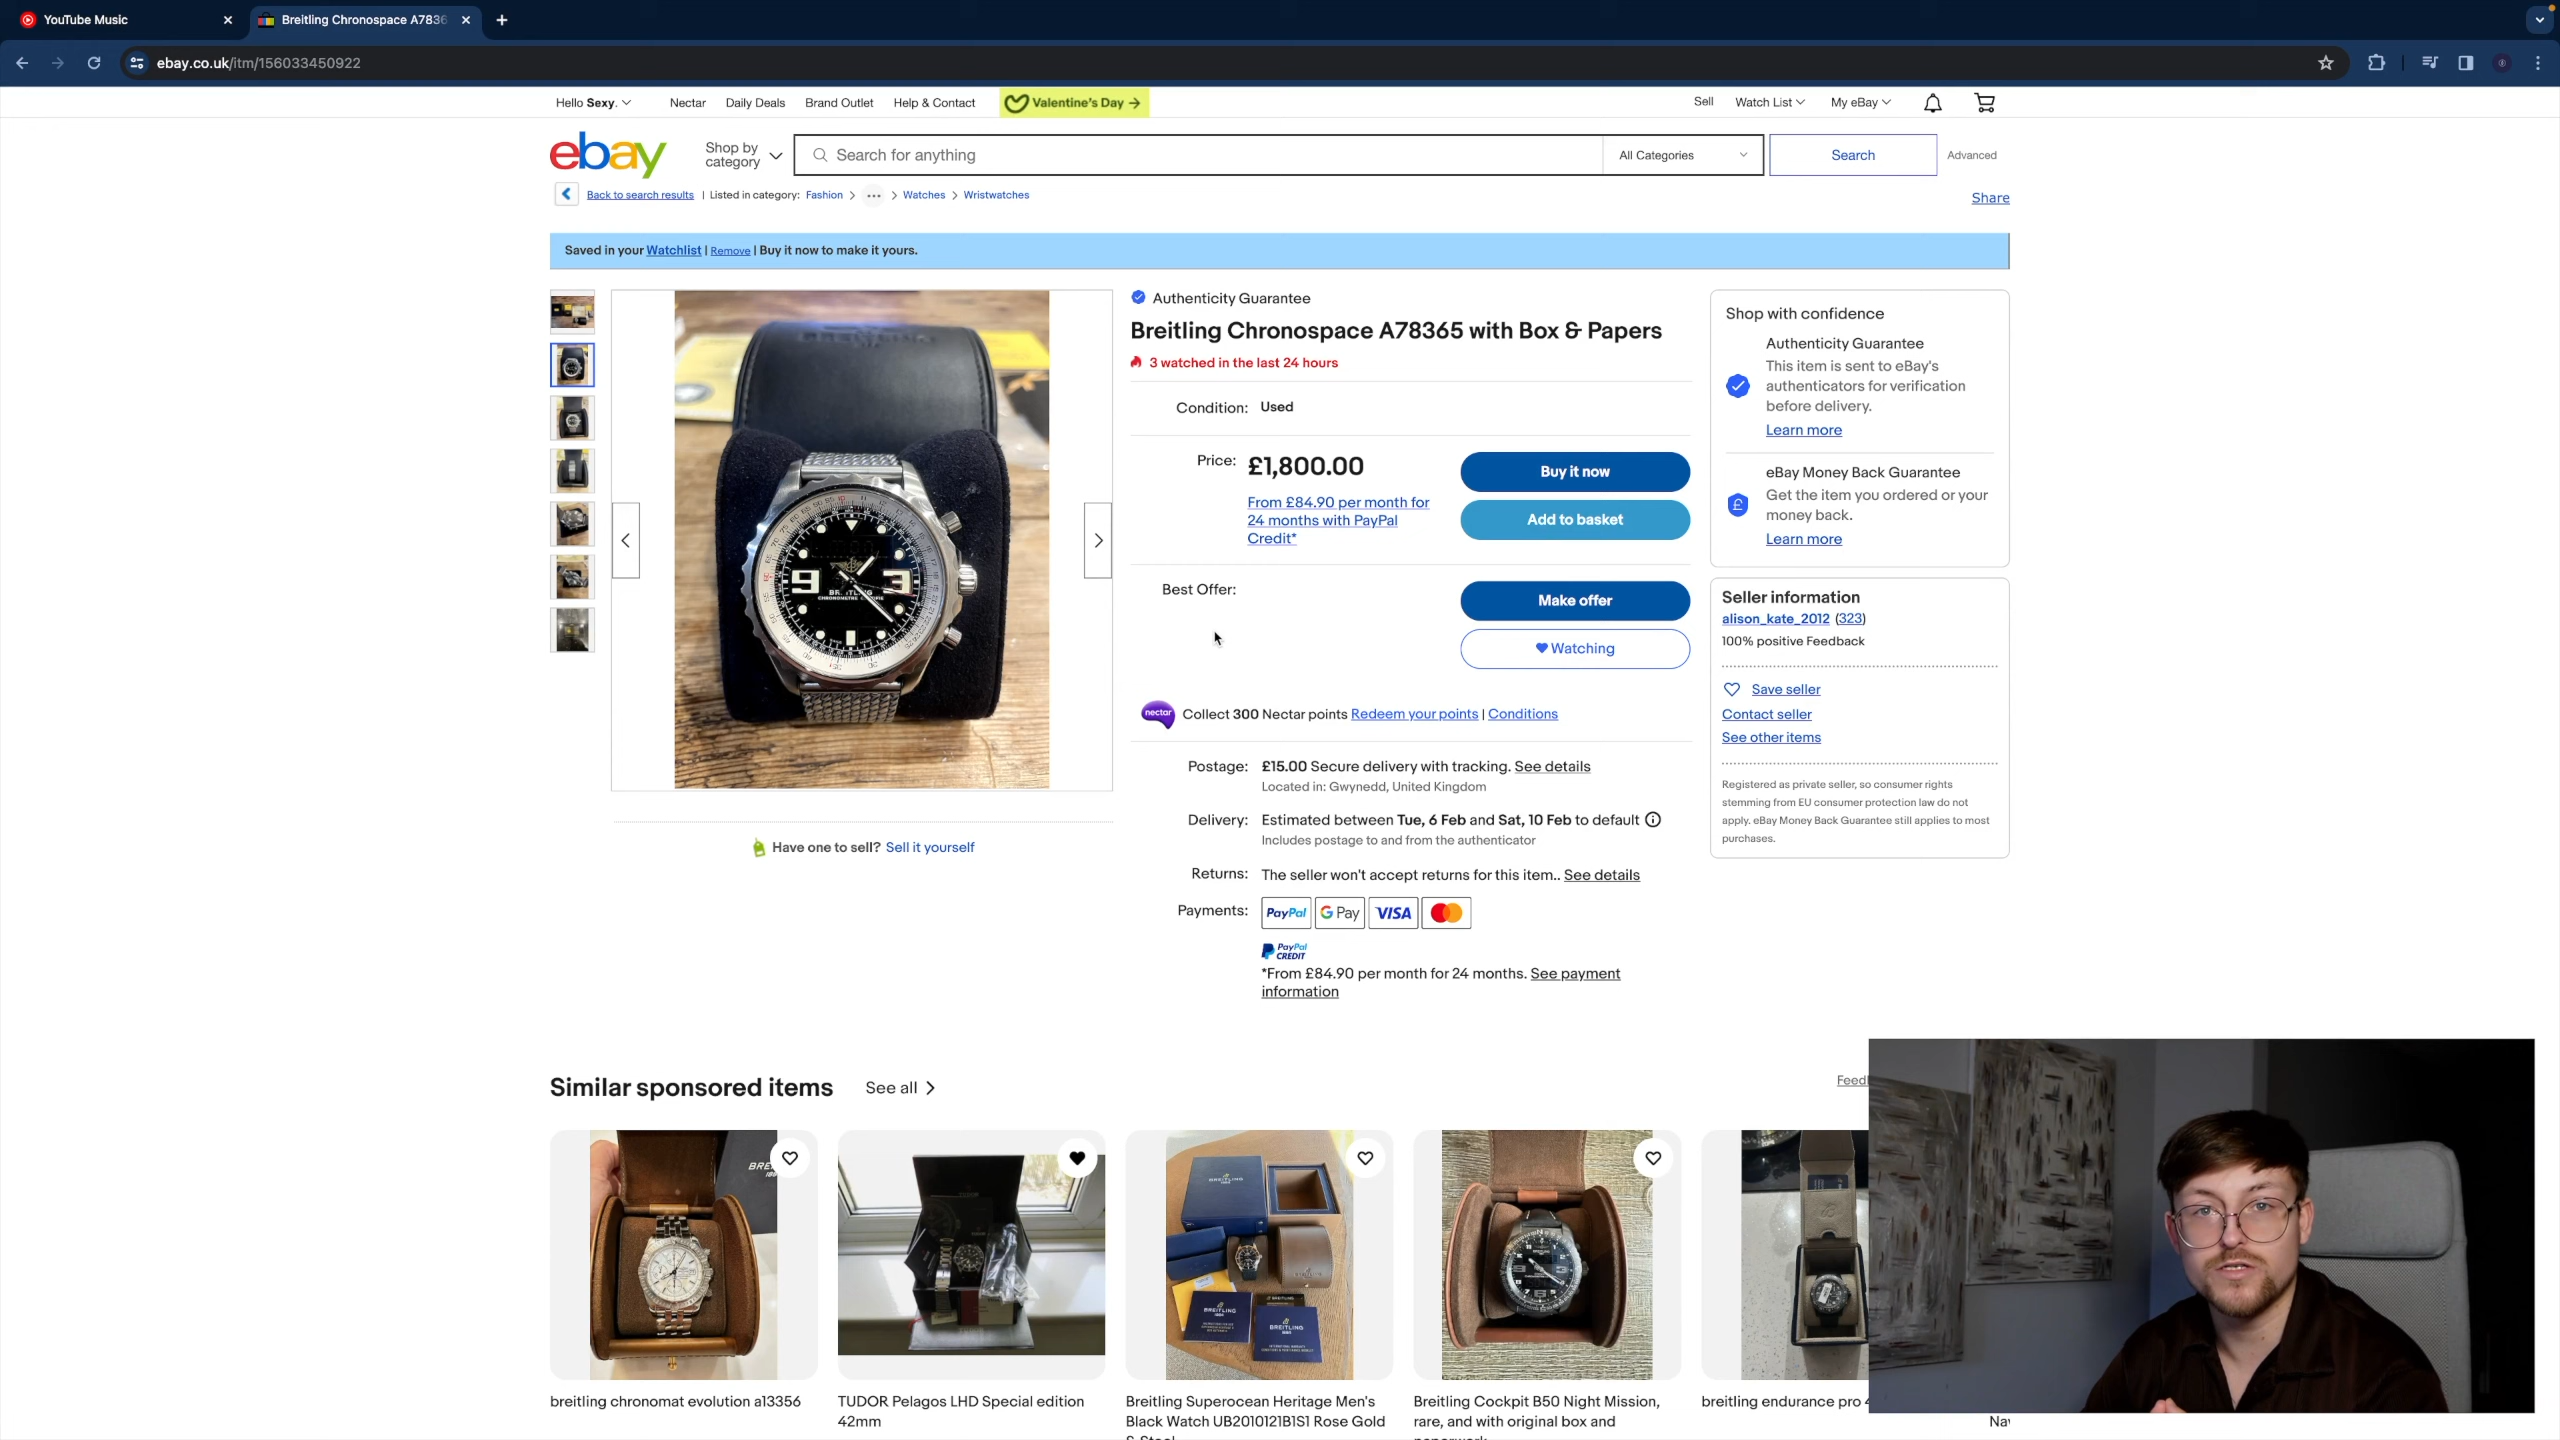 YouTube Music
Breitling Chronospace A7836
ebay.co.uk/itm/156033450922
Hello Sexy.
Nectar
Daily Deals
Brand Outlet
Help & Contact
Valentine's Day →
Sell
Watch List
My eBay
ebay
Shop by
category
Search for anything
All Categories
Search
Advanced
Back to search results | Listed in category: Fashion > ... > Watches > Wristwatches
Share
Saved in your Watchlist | Remove | Buy it now to make it yours.
Authenticity Guarantee
Breitling Chronospace A78365 with Box & Papers
3 watched in the last 24 hours
Condition: Used
Price: £1,800.00
From £84.90 per month for
24 months with PayPal
Credit*
Buy it now
Add to basket
Best Offer:
Make offer
Watching
nectar
Collect 300 Nectar points Redeem your points | Conditions
Postage: £15.00 Secure delivery with tracking. See details
Located in: Gwynedd, United Kingdom
Delivery: Estimated between Tue, 6 Feb and Sat, 10 Feb to default
Includes postage to and from the authenticator
Returns: The seller won't accept returns for this item.. See details
Payments: PayPal G Pay VISA
PayPal
CREDIT
*From £84.90 per month for 24 months. See payment
information
Shop with confidence
Authenticity Guarantee
This item is sent to eBay's
authenticators for verification
before delivery.
Learn more
eBay Money Back Guarantee
Get the item you ordered or your
money back.
Learn more
Seller information
alison_kate_2012 (323)
100% positive Feedback
Save seller
Contact seller
See other items
Registered as private seller, so consumer rights
stemming from EU consumer protection law do not
apply. eBay Money Back Guarantee still applies to most
purchases.
9 3
Have one to sell? Sell it yourself
Similar sponsored items
See all >
BREITLING
BREITLING
BREITLING
breitling chronomat evolution a13356
TUDOR Pelagos LHD Special edition
42mm
Breitling Superocean Heritage Men's
Black Watch UB2010121B1S1 Rose Gold
Breitling Cockpit B50 Night Mission,
rare, and with original box and
breitling endurance pro